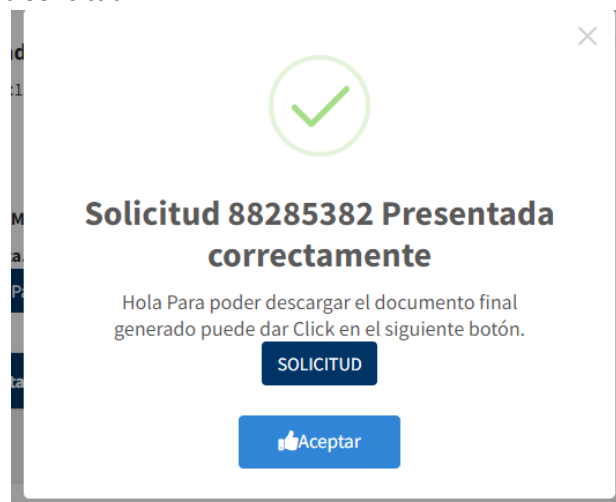 Solicitud 88285382 Presentada
correctamente
Hola Para poder descargar el documento final
generado puede dar Click en el siguiente botón.
SOLICITUD
Aceptar